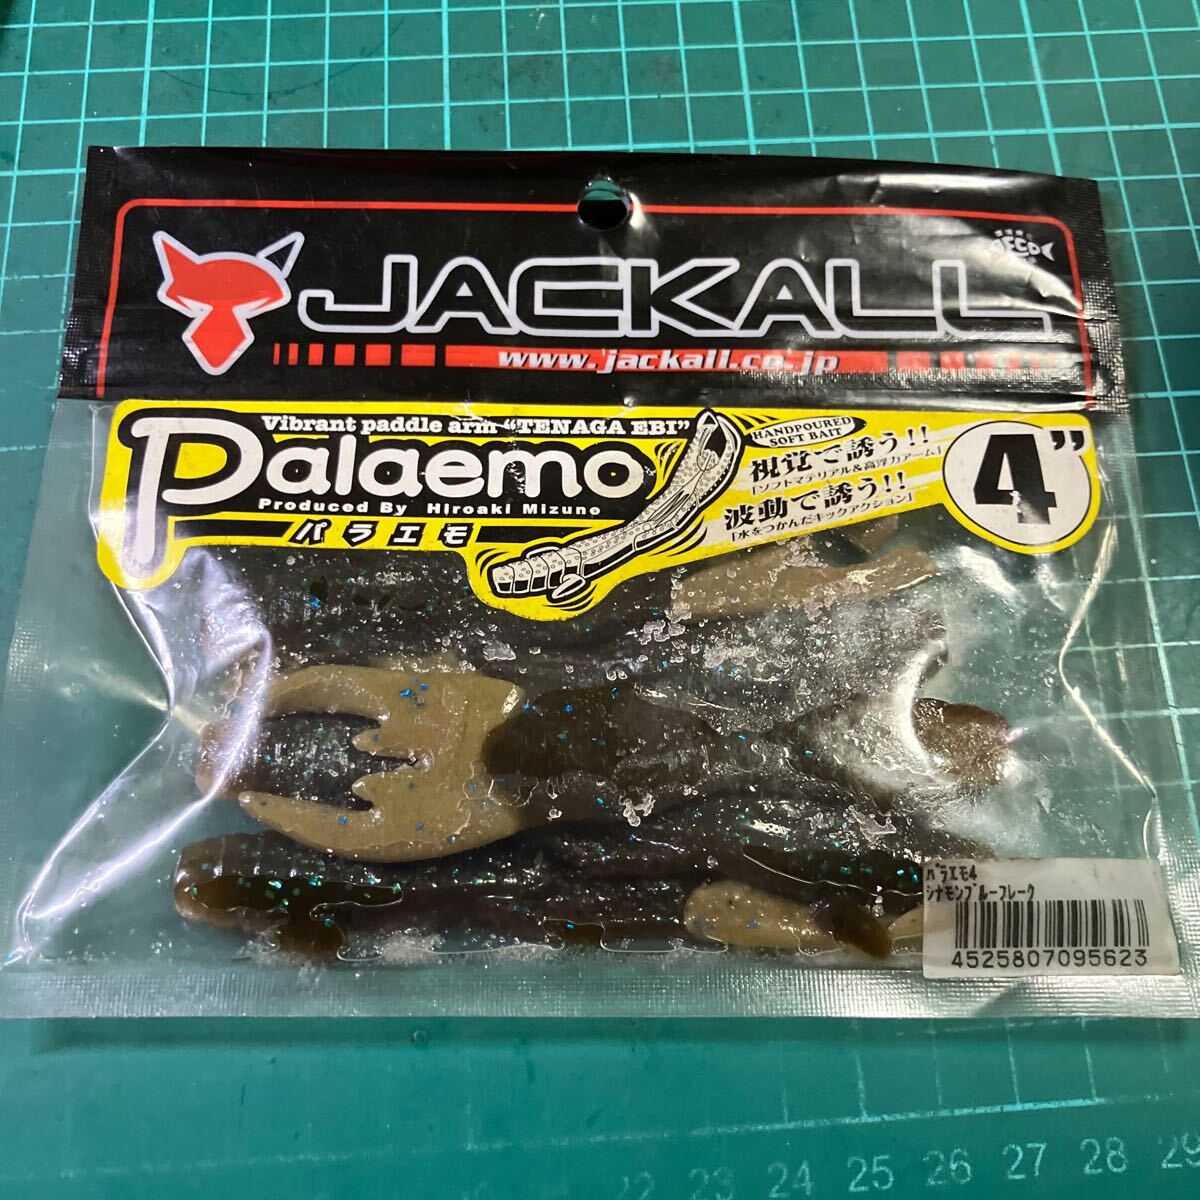 JACKALL
www.jackall.co.jp
Vibrant paddle arm "TENAGA EBI"
Palaemo
Produced By Hiroaki Mizuno
パラエモ
HANDPOURED
SOFT BAIT
視覚で誘う!!
「ソフトマテリアル&高浮力アーム」
波動で誘う!!
「水をつかんだキックアクション」
4"
パラエモ4
シナモンブルーフレーク
4525807095623
22 23 24 25 26 27 28 29